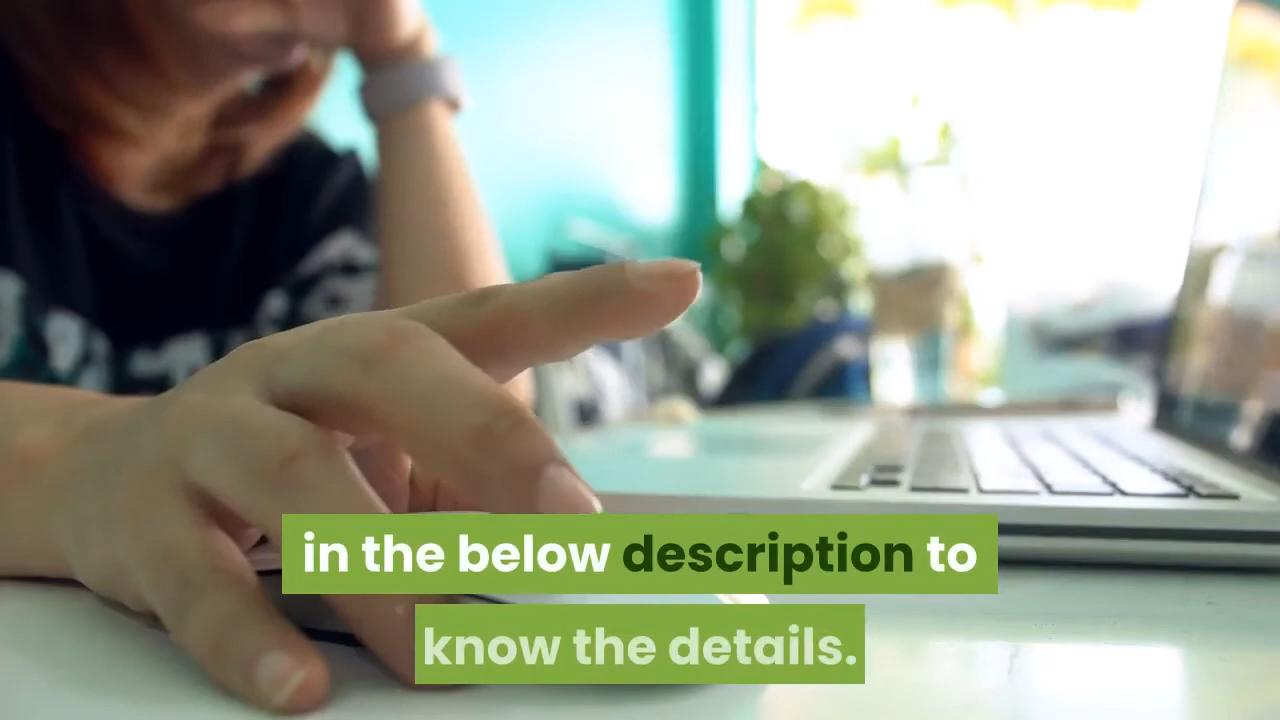 in the below description to
know the details.